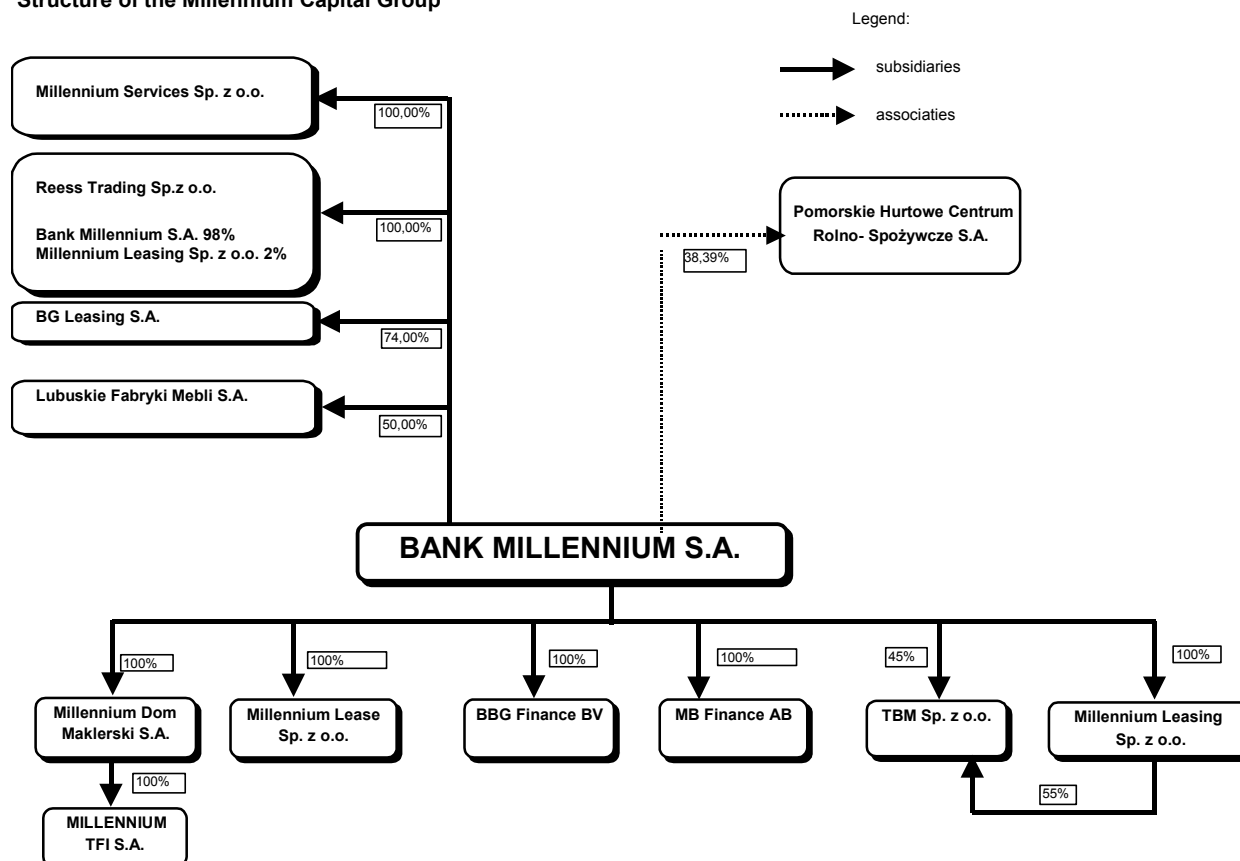 Structure of the Millennium Capital Group
Legend:
subsidiaries
associaties
Millennium Services Sp. z o.o.
100,00%
Reess Trading Sp.z o.o.
Bank Millennium S.A. 98%
Millennium Leasing Sp. z o.o. 2%
100,00%
BG Leasing S.A.
74,00%
Lubuskie Fabryki Mebli S.A.
50,00%
Pomorskie Hurtowe Centrum
Rolno- Spożywcze S.A.
38,39%
BANK MILLENNIUM S.A.
100%
100%
100%
100%
45%
100%
Millennium Dom
Maklerski S.A.
Millennium Lease
Sp. z o.o.
BBG Finance BV
MB Finance AB
TBM Sp. z o.o.
Millennium Leasing
Sp. z o.o.
100%
55%
MILLENNIUM
TFI S.A.